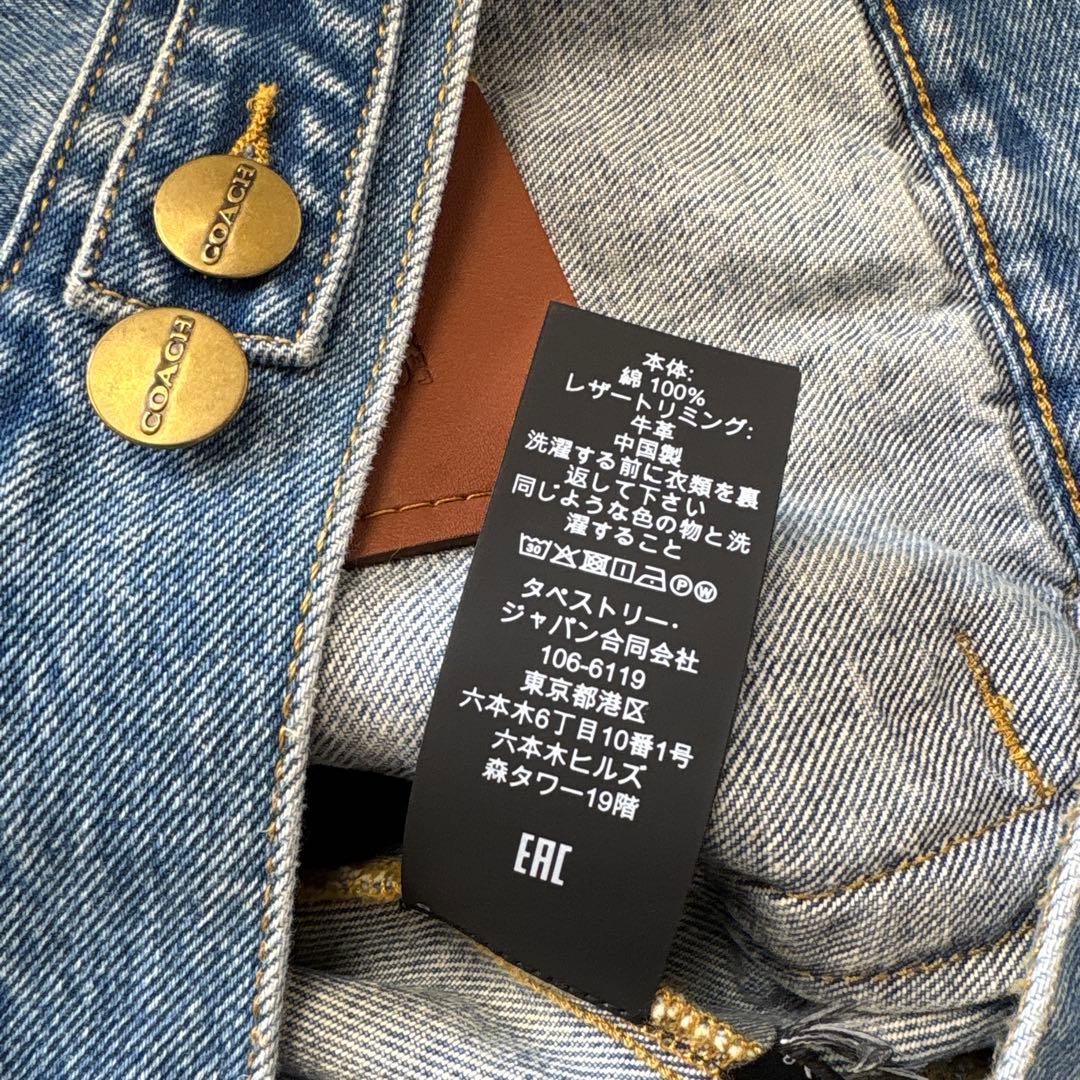 COACH
COACH
本体:
綿 100%
レザートリミング:
牛革
中国製
洗濯する前に衣類を裏
返して下さい
同じような色の物と洗
濯すること
30 P W
タペストリー・
ジャパン合同会社
106-6119
東京都港区
六本木6丁目10番1号
六本木ヒルズ
森タワー19階
EAC